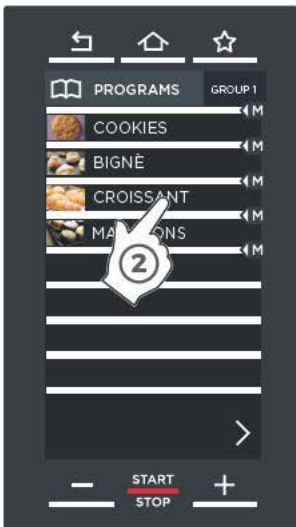 PROGRAMS GROUP 1
M
COOKIES
M
BIGNÈ
M
CROISSANT
M
2
M
START
STOP